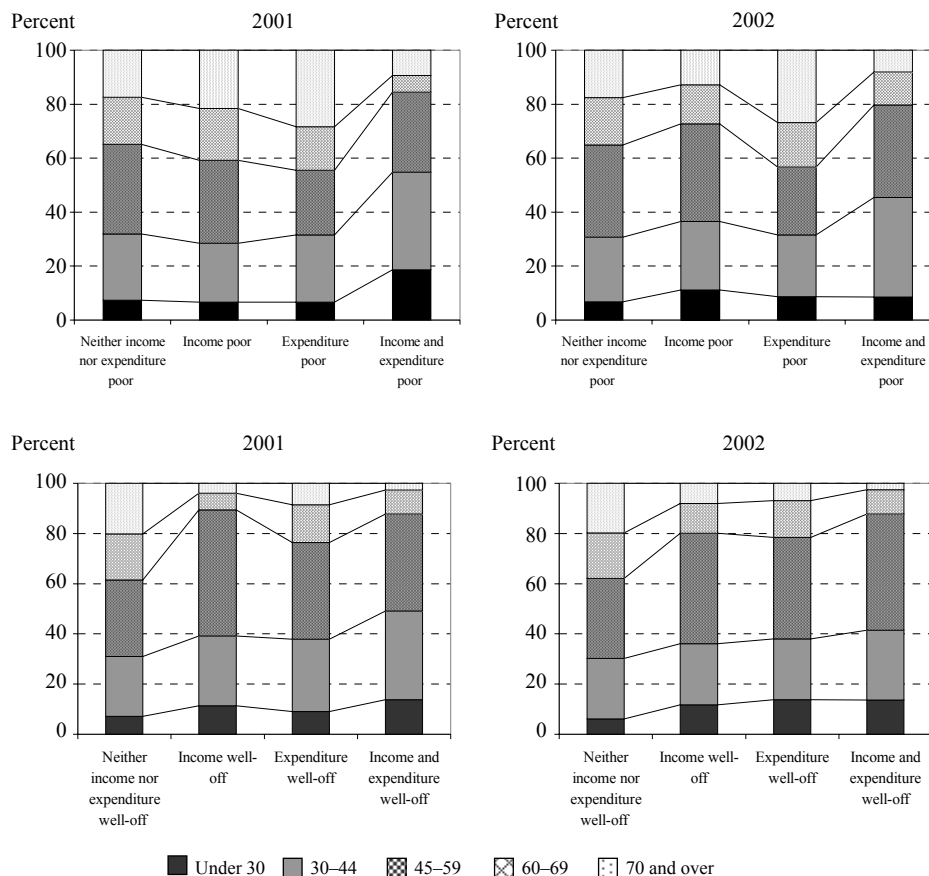 Percent 2001
100
80
60
40
20
0
Neither income Income poor Expenditure Income and
nor expenditure poor expenditure
poor poor
Percent 2002
100
80
60
40
20
0
Neither income Income poor Expenditure Income and
nor expenditure poor expenditure
poor poor
Percent 2001
100
80
60
40
20
0
Neither Income well- Expenditure Income and
income nor off well-off expenditure
expenditure well-off
well-off
Percent 2002
100
80
60
40
20
0
Neither Income well- Expenditure Income and
income nor off well-off expenditure
expenditure well-off
well-off
Under 30 30–44 45–59 60–69 70 and over